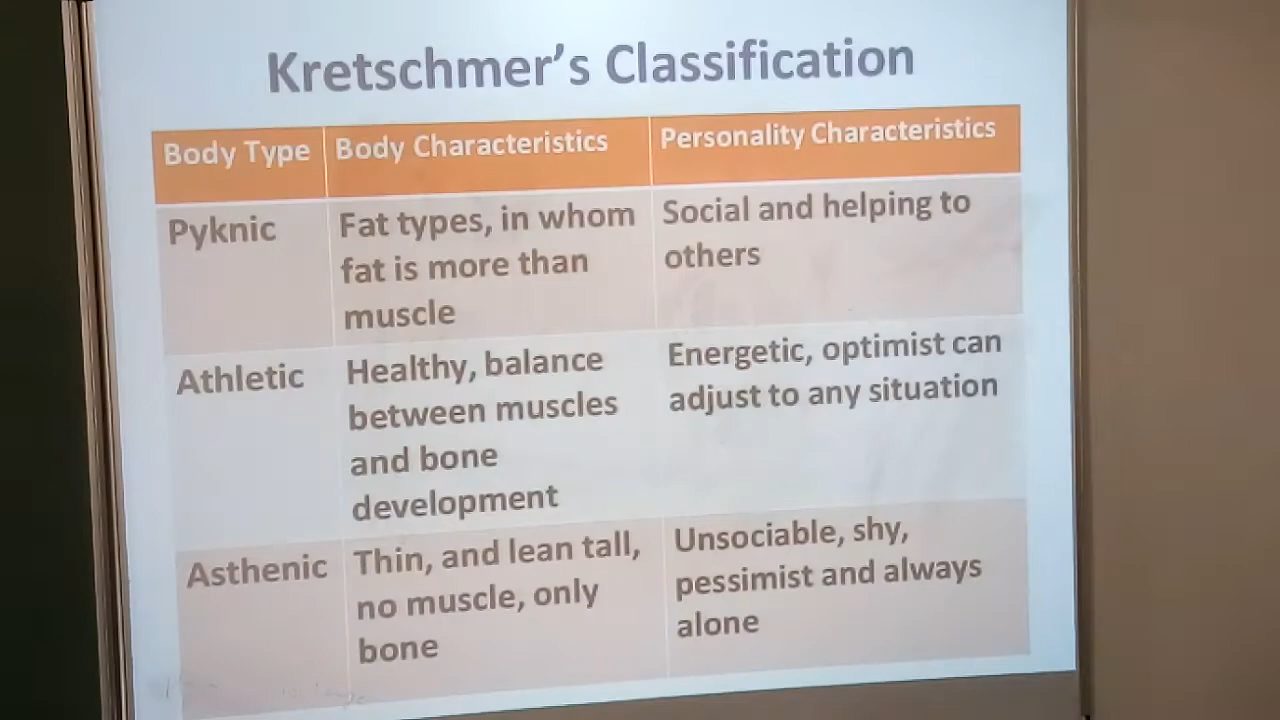 Kretschmer's Classification
Body Type
Body Characteristics
Personality Characteristics
Pyknic
Fat types, in whom
fat is more than
muscle
Social and helping to
others
Athletic
Healthy, balance
between muscles
and bone
development
Energetic, optimist can
adjust to any situation
Asthenic
Thin, and lean tall,
no muscle, only
bone
Unsociable, shy,
pessimist and always
alone